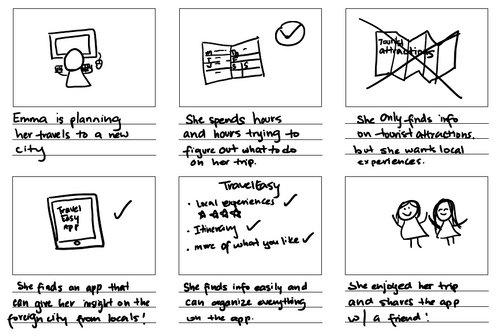 Emma is planning
her travels to a new
city
She spends hours
and hours trying to
figure out what to do
on her trip.
Tourist
attractions
She only finds info
on tourist attractions,
but she wants local
experiences.
Travel
Easy
App
She finds an app that
can give her insight on the
foreign city from locals!
TravelEasy
• Local experiences ✓
• Itinerary ✓
• more of what you like ✓
She finds info easily and
can organize everything
on the app.
She enjoyed her trip
and shares the app
w/ a friend!